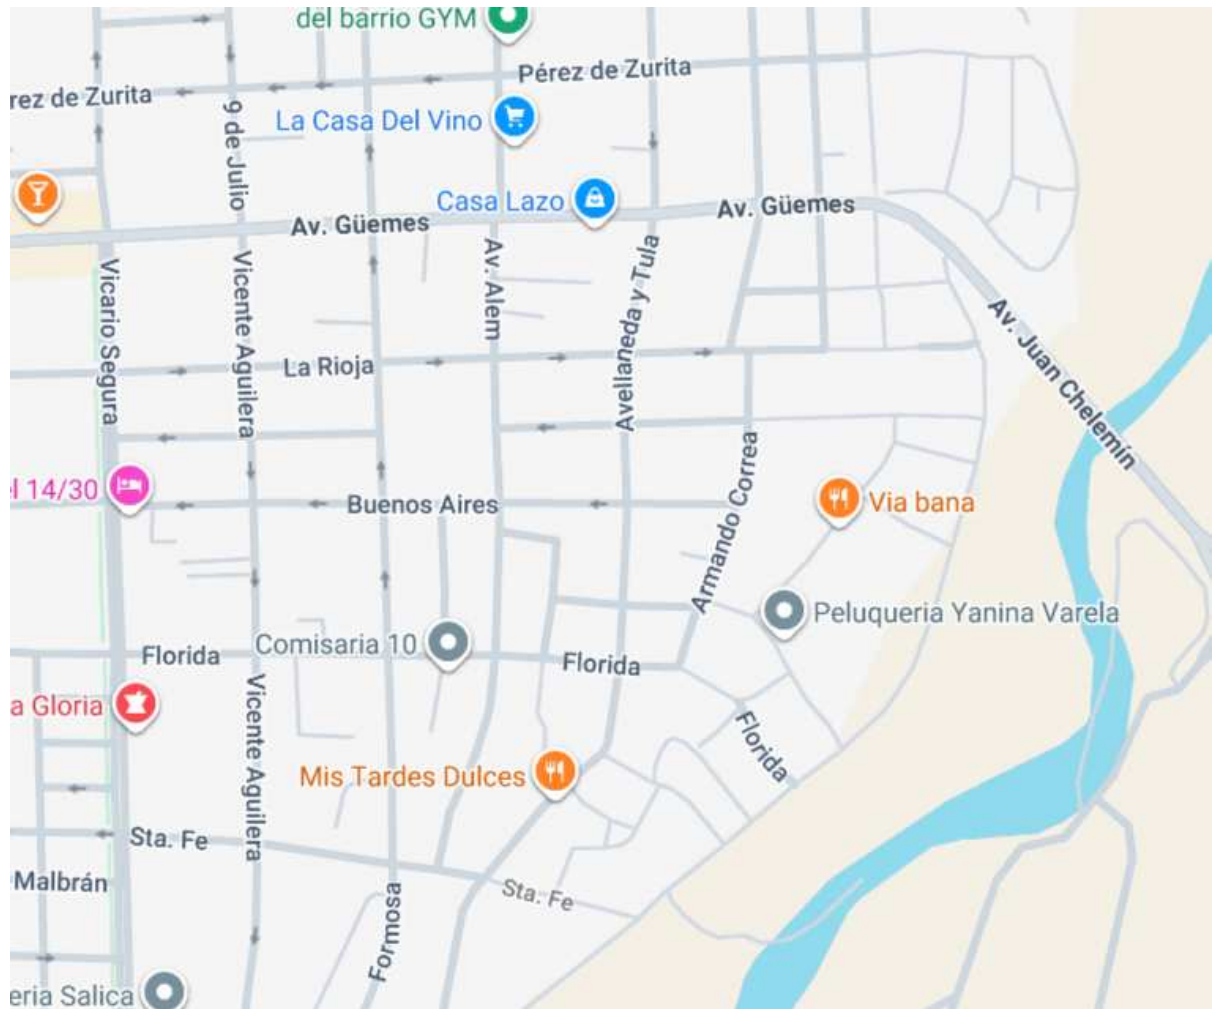 del barrio GYM
Pérez de Zurita
rez de Zurita
La Casa Del Vino
9 de Julio
Casa Lazo
Av. Güemes
Av. Güemes
Vicario Segura
Vicente Aguilera
Av. Alem
Avellaneda y Tula
Av. Juan Chelemín
La Rioja
Armando Correa
l 14/30
Buenos Aires
Via bana
Peluqueria Yanina Varela
Comisaria 10
Florida
Florida
a Gloria
Vicente Aguilera
Florida
Mis Tardes Dulces
Sta. Fe
Malbrán
Sta. Fe
Formosa
eria Salica